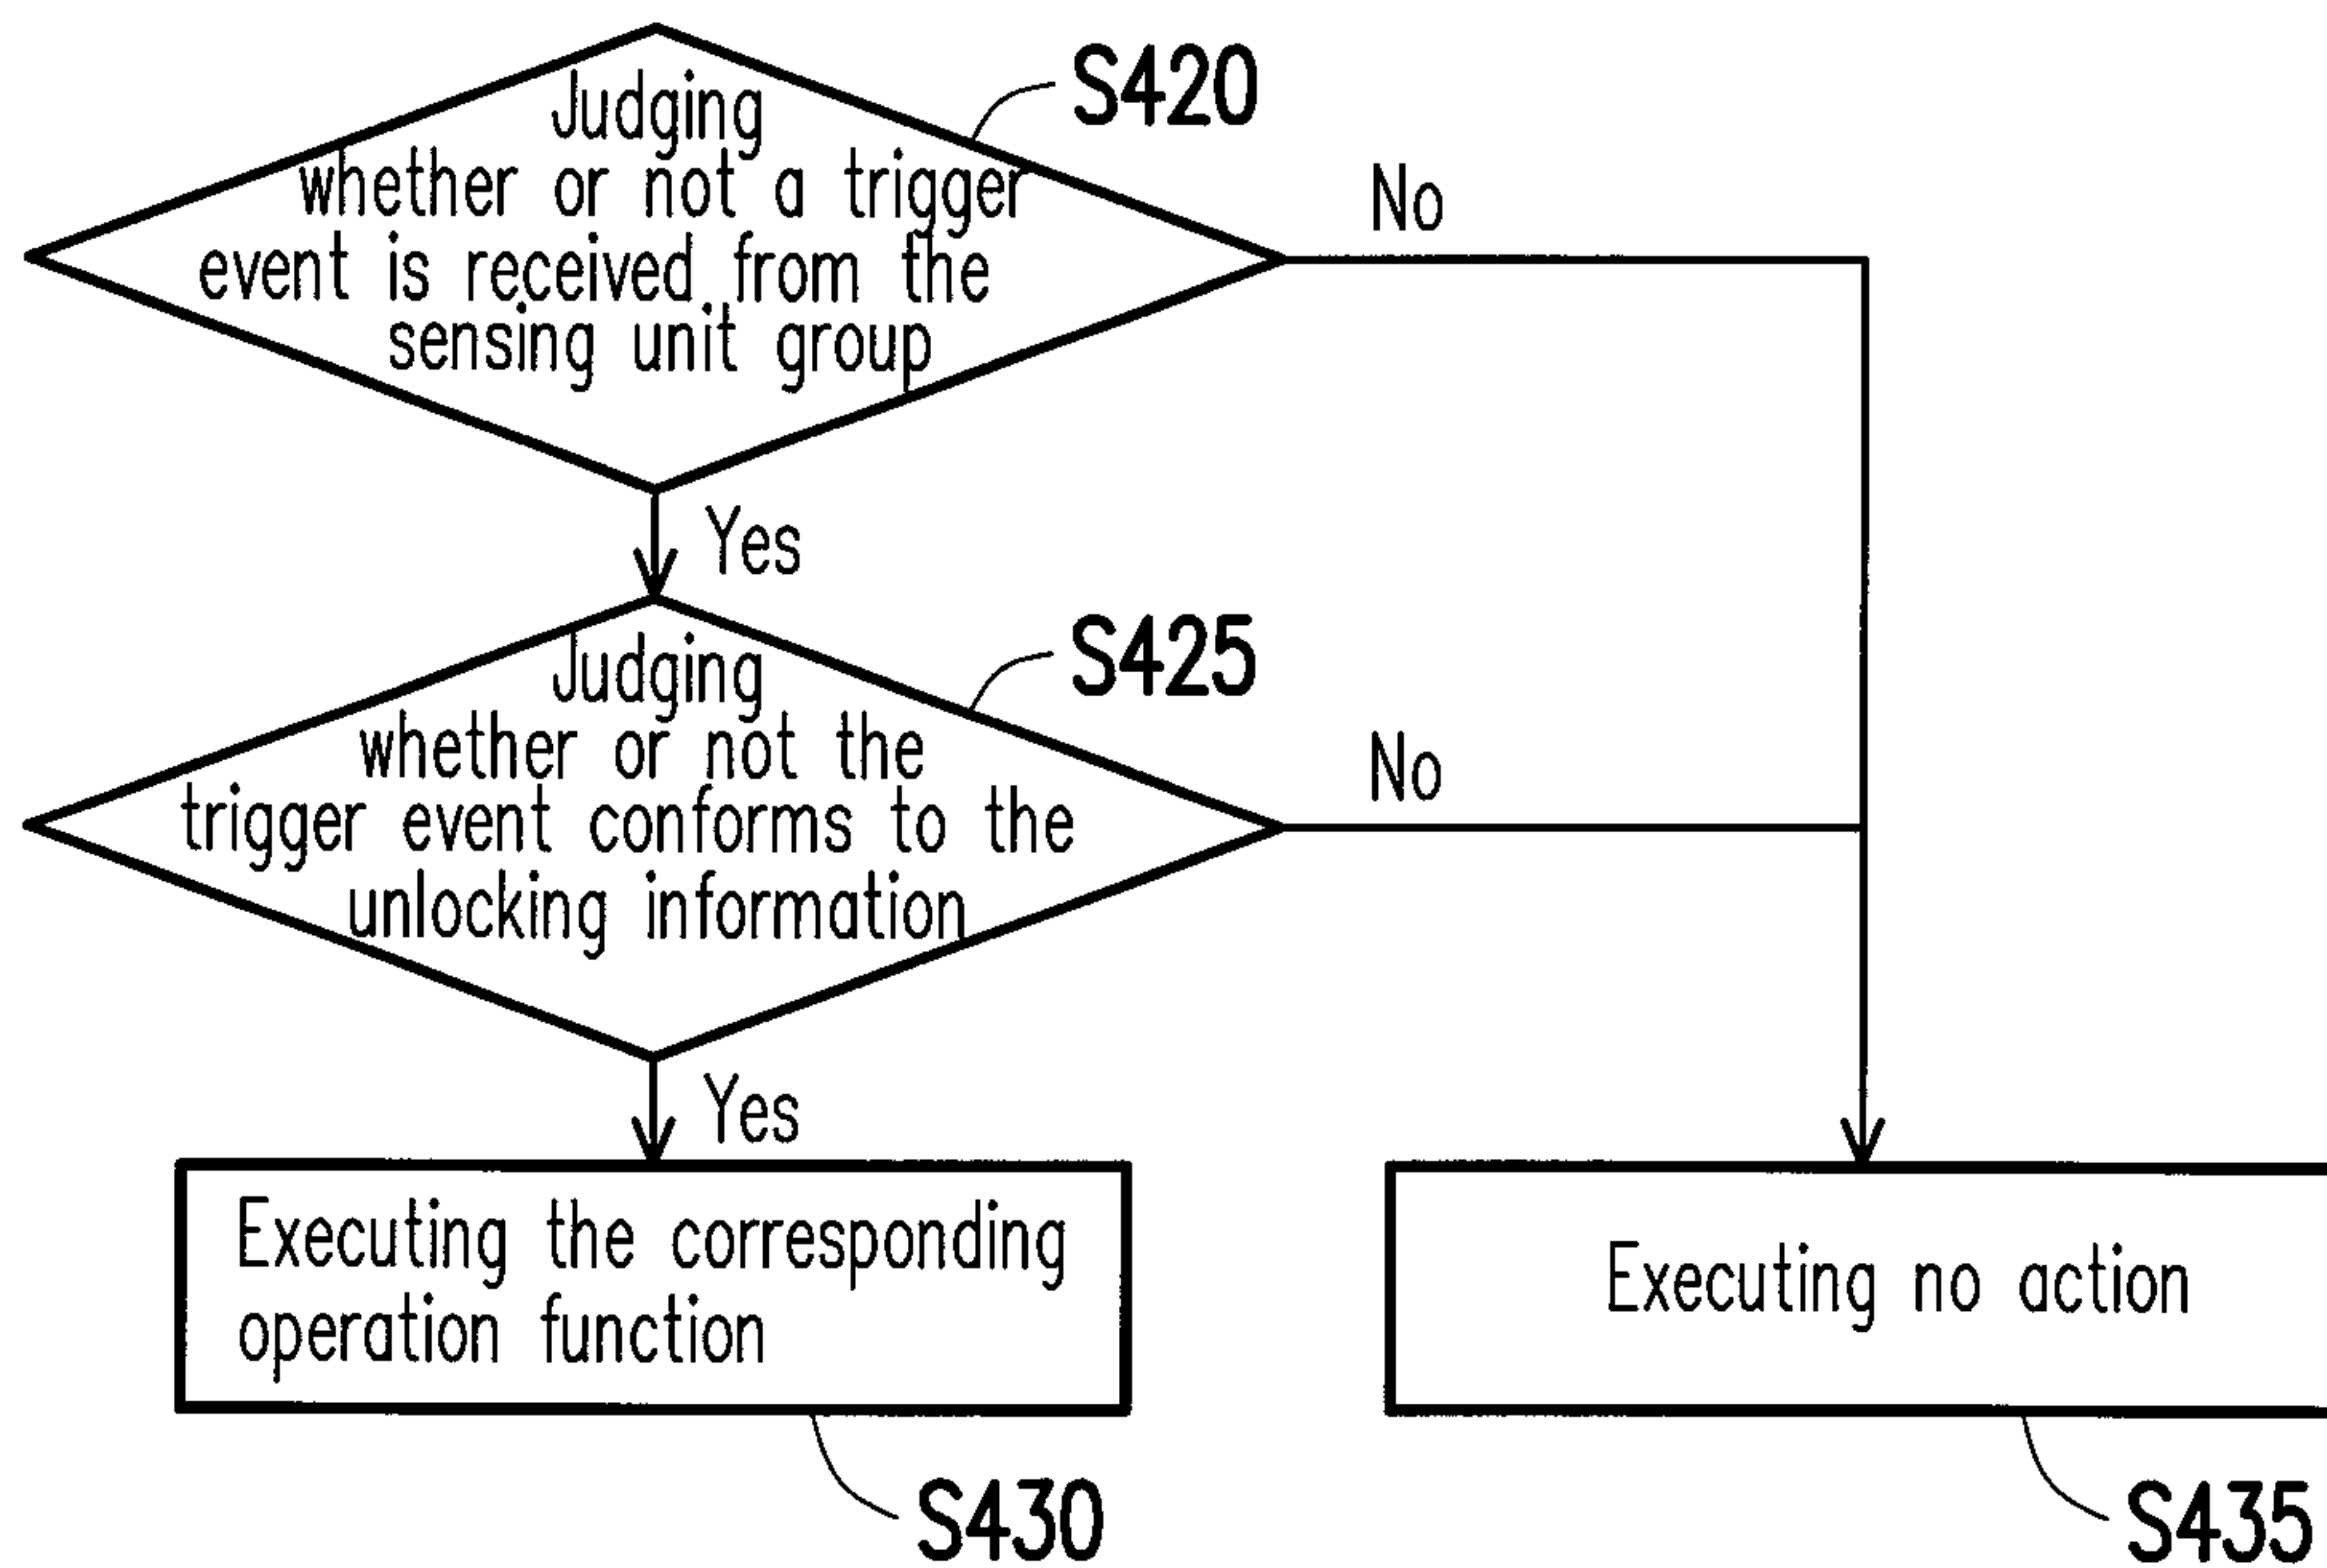 Judging
whether or not a trigger
event is received from the
sensing unit group
S420
No
Yes
Judging
whether or not the
trigger event conforms to the
unlocking information
S425
No
Yes
Executing the corresponding
operation function
S430
Executing no action
S435